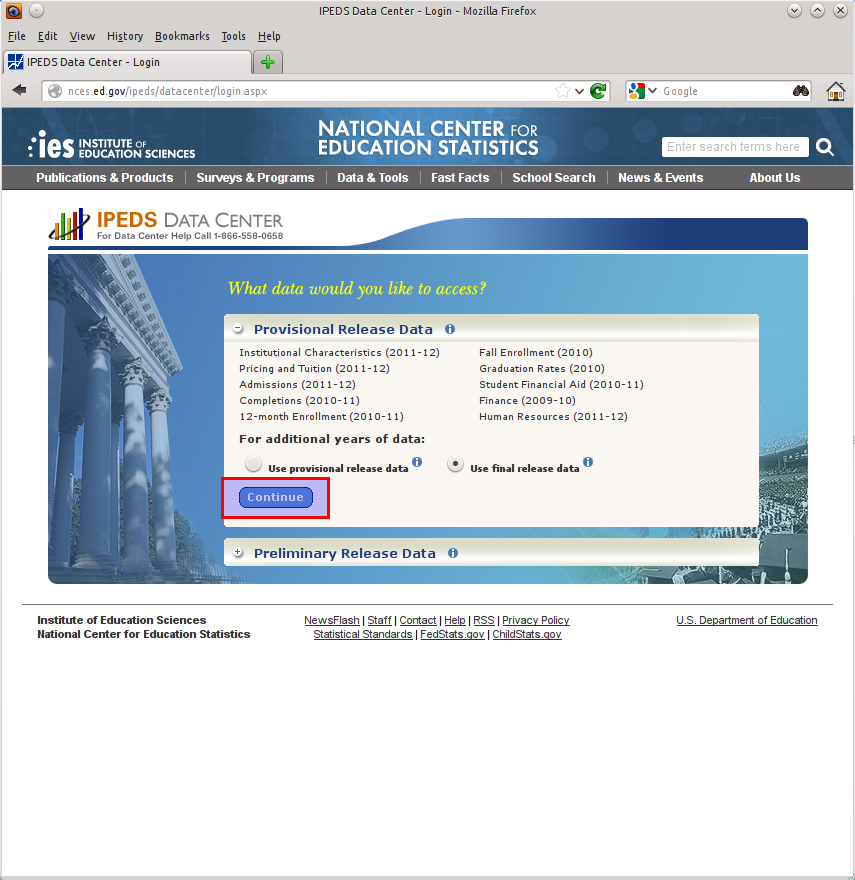 IPEDS Data Center - Login - Mozilla Firefox
File Edit View History Bookmarks Tools Help
IPEDS Data Center - Login
nces.ed.gov/ipeds/datacenter/login.aspx
Google
ies INSTITUTE OF EDUCATION SCIENCES
NATIONAL CENTER FOR
EDUCATION STATISTICS
Enter search terms here
Publications & Products | Surveys & Programs | Data & Tools | Fast Facts | School Search | News & Events About Us
IPEDS DATA CENTER
For Data Center Help Call 1-866-558-0658
What data would you like to access?
Provisional Release Data
Institutional Characteristics (2011-12)
Pricing and Tuition (2011-12)
Admissions (2011-12)
Completions (2010-11)
12-month Enrollment (2010-11)
Fall Enrollment (2010)
Graduation Rates (2010)
Student Financial Aid (2010-11)
Finance (2009-10)
Human Resources (2011-12)
For additional years of data:
Use provisional release data
Use final release data
Continue
Preliminary Release Data
Institute of Education Sciences
National Center for Education Statistics
NewsFlash | Staff | Contact | Help | RSS | Privacy Policy
Statistical Standards | FedStats.gov | ChildStats.gov
U.S. Department of Education